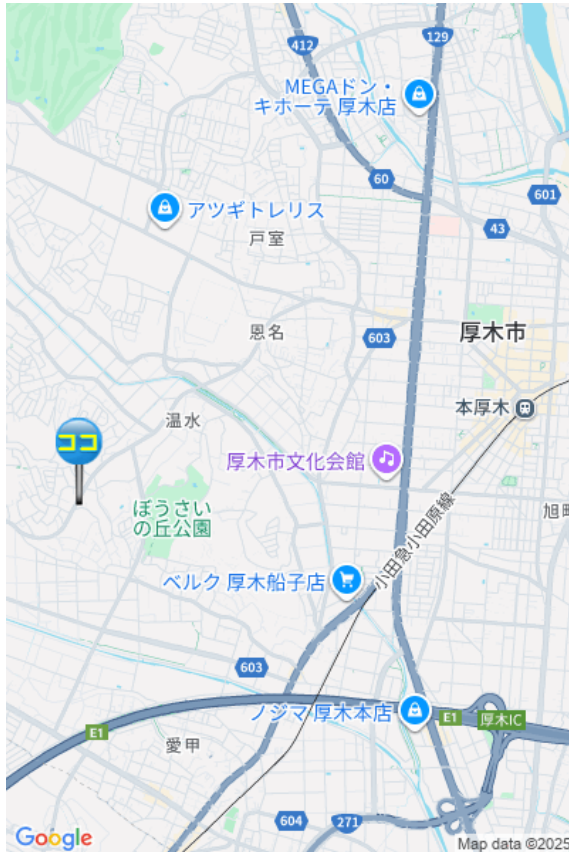 412
129
MEGAドン・
キホーテ 厚木店
60
601
アツギトレリス
43
戸室
恩名
603
厚木市
本厚木
温水
ココ
厚木市文化会館
ぼうさい
の丘公園
旭町
小田急小田原線
ベルク 厚木船子店
603
ノジマ 厚木本店
E1
厚木IC
E1
愛甲
604
271
Google
Map data ©2025